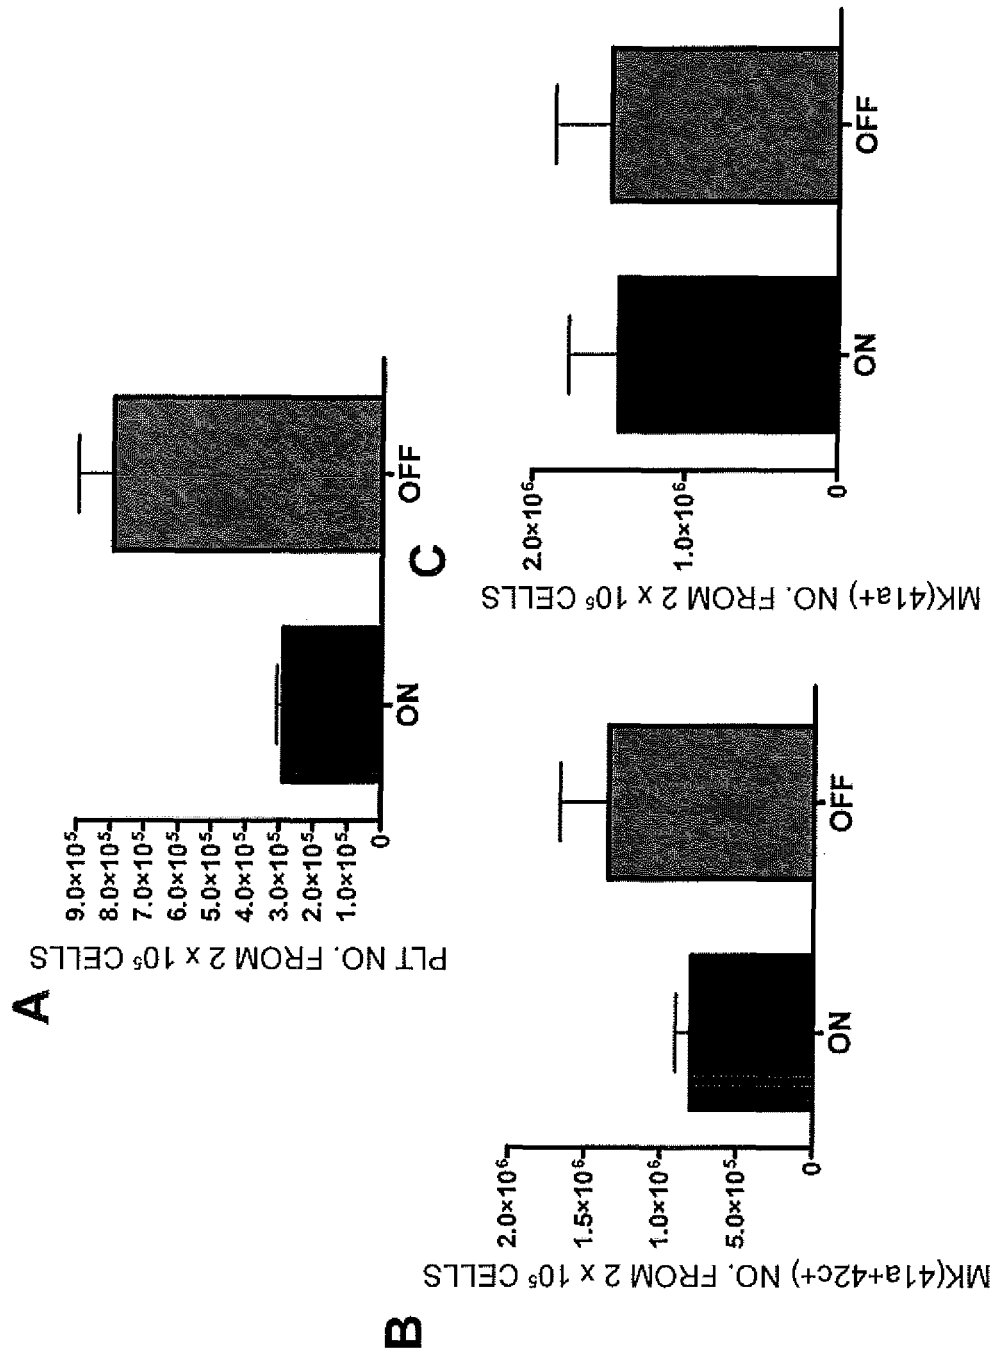 A
PLT NO. FROM 2 x 10⁵ CELLS
9.0×10⁵
8.0×10⁵
7.0×10⁵
6.0×10⁵
5.0×10⁵
4.0×10⁵
3.0×10⁵
2.0×10⁵
1.0×10⁵
0
ON
OFF
B
MK(41a+42c+) NO. FROM 2 x 10⁵ CELLS
2.0×10⁶
1.5×10⁶
1.0×10⁶
5.0×10⁵
0
ON
OFF
C
MK(41a+) NO. FROM 2 x 10⁵ CELLS
2.0×10⁶
1.0×10⁶
0
ON
OFF